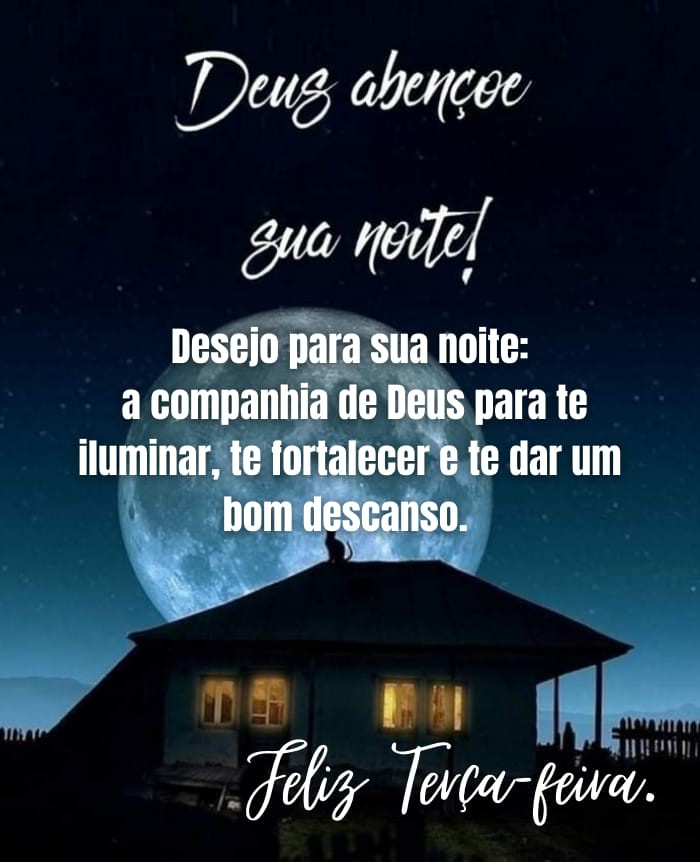 Deus abençoe
sua noite!
Desejo para sua noite:
a companhia de Deus para te
iluminar, te fortalecer e te dar um
bom descanso.
Feliz Terça-feira.